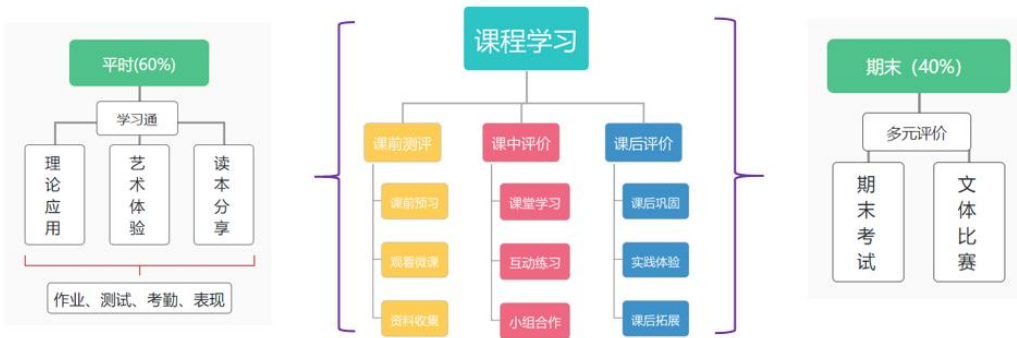 平时(60%)
学习通
理论应用
艺术体验
读本分享
作业、测试、考勤、表现
课程学习
课前测评
课前预习
观看微课
资料收集
课中评价
课堂学习
互动练习
小组合作
课后评价
课后巩固
实践体验
课后拓展
期末（40%）
多元评价
期末考试
文体比赛